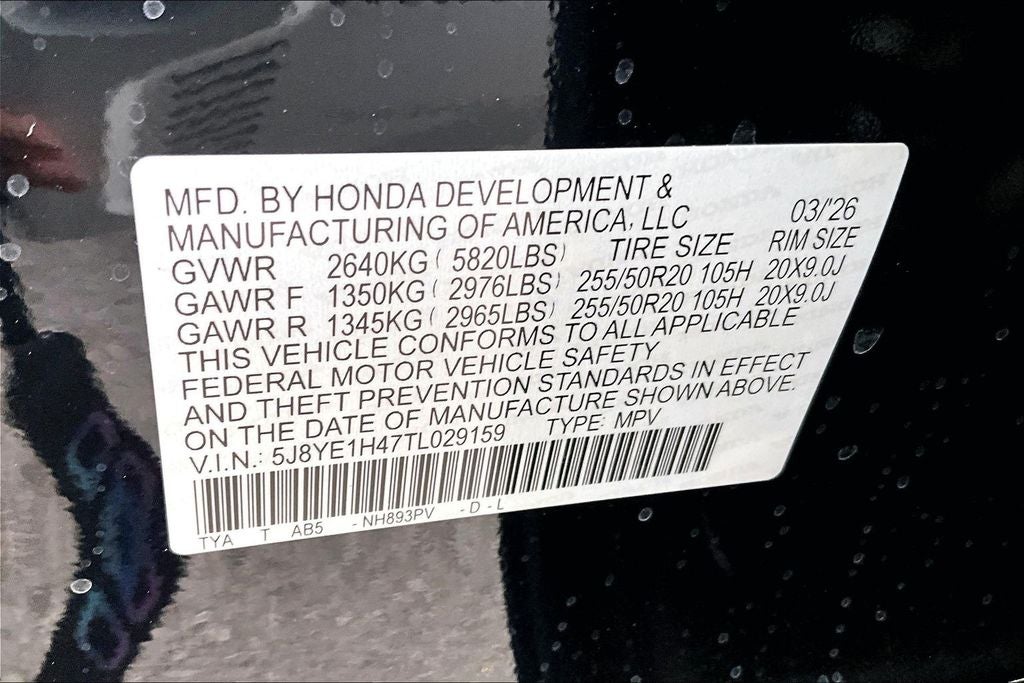 MFD. BY HONDA DEVELOPMENT &
MANUFACTURING OF AMERICA, LLC 03/'26
GVWR 2640KG ( 5820LBS) TIRE SIZE RIM SIZE
GAWR F 1350KG ( 2976LBS) 255/50R20 105H 20X9.0J
GAWR R 1345KG ( 2965LBS) 255/50R20 105H 20X9.0J
THIS VEHICLE CONFORMS TO ALL APPLICABLE
FEDERAL MOTOR VEHICLE SAFETY
AND THEFT PREVENTION STANDARDS IN EFFECT
ON THE DATE OF MANUFACTURE SHOWN ABOVE.
V.I.N.: 5J8YE1H47TL029159 TYPE: MPV
TYA T AB5 -NH893PV -D-L